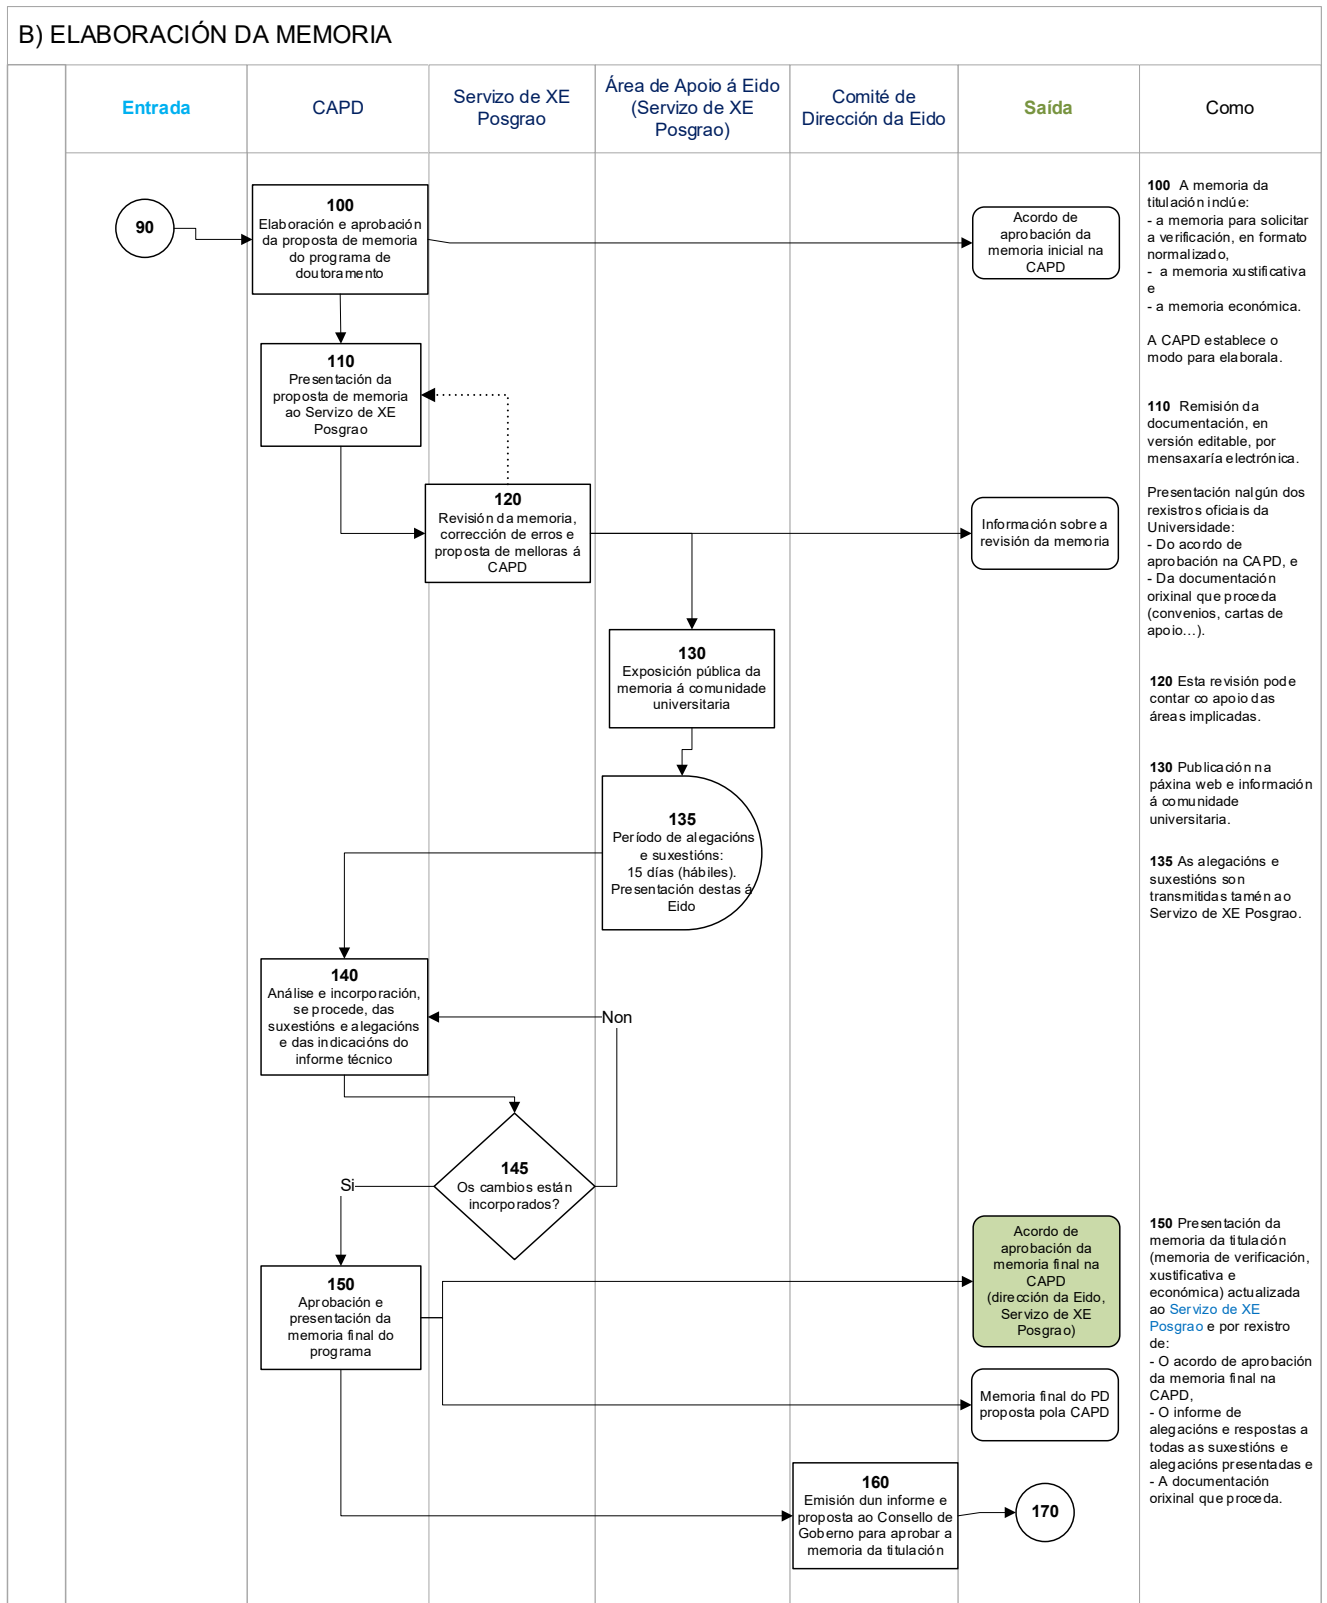 B) ELABORACIÓN DA MEMORIA
Entrada
CAPD
Servizo de XE
Posgrao
Área de Apoio á Eido
(Servizo de XE
Posgrao)
Comité de
Dirección da Eido
Saída
Como
90
100
Elaboración e aprobación
da proposta de memoria
do programa de
doutoramento
Acordo de
aprobación da
memoria inicial na
CAPD
100 A memoria da
titulación inclúe:
- a memoria para solicitar
a verificación, en formato
normalizado,
- a memoria xustificativa
e
- a memoria económica.
A CAPD establece o
modo para elaborala.
110
Presentación da
proposta de memoria
ao Servizo de XE
Posgrao
110 Remisión da
documentación, en
versión editable, por
mensaxaría electrónica.
Presentación nalgún dos
rexistros oficiais da
Universidade:
- Do acordo de
aprobación na CAPD, e
- Da documentación
orixinal que proceda
(convenios, cartas de
apoio...).
120
Revisión da memoria,
corrección de erros e
proposta de melloras á
CAPD
Información sobre a
revisión da memoria
120 Esta revisión pode
contar co apoio das
áreas implicadas.
130
Exposición pública da
memoria á comunidade
universitaria
130 Publicación na
páxina web e información
á comunidade
universitaria.
135
Período de alegacións
e suxestións:
15 días (hábiles).
Presentación destas á
Eido
135 As alegacións e
suxestións son
transmitidas tamén ao
Servizo de XE Posgrao.
140
Análise e incorporación,
se procede, das
suxestións e alegacións
e das indicacións do
informe técnico
Non
145
Os cambios están
incorporados?
Si
150
Aprobación e
presentación da
memoria final do
programa
Acordo de
aprobación da
memoria final na
CAPD
(dirección da Eido,
Servizo de XE
Posgrao)
Memoria final do PD
proposta pola CAPD
150 Presentación da
memoria da titulación
(memoria de verificación,
xustificativa e
económica) actualizada
ao Servizo de XE
Posgrao e por rexistro
de:
- O acordo de aprobación
da memoria final na
CAPD,
- O informe de
alegacións e respostas a
todas as suxestións e
alegacións presentadas e
- A documentación
orixinal que proceda.
160
Emisión dun informe e
proposta ao Consello de
Goberno para aprobar a
memoria da titulación
170